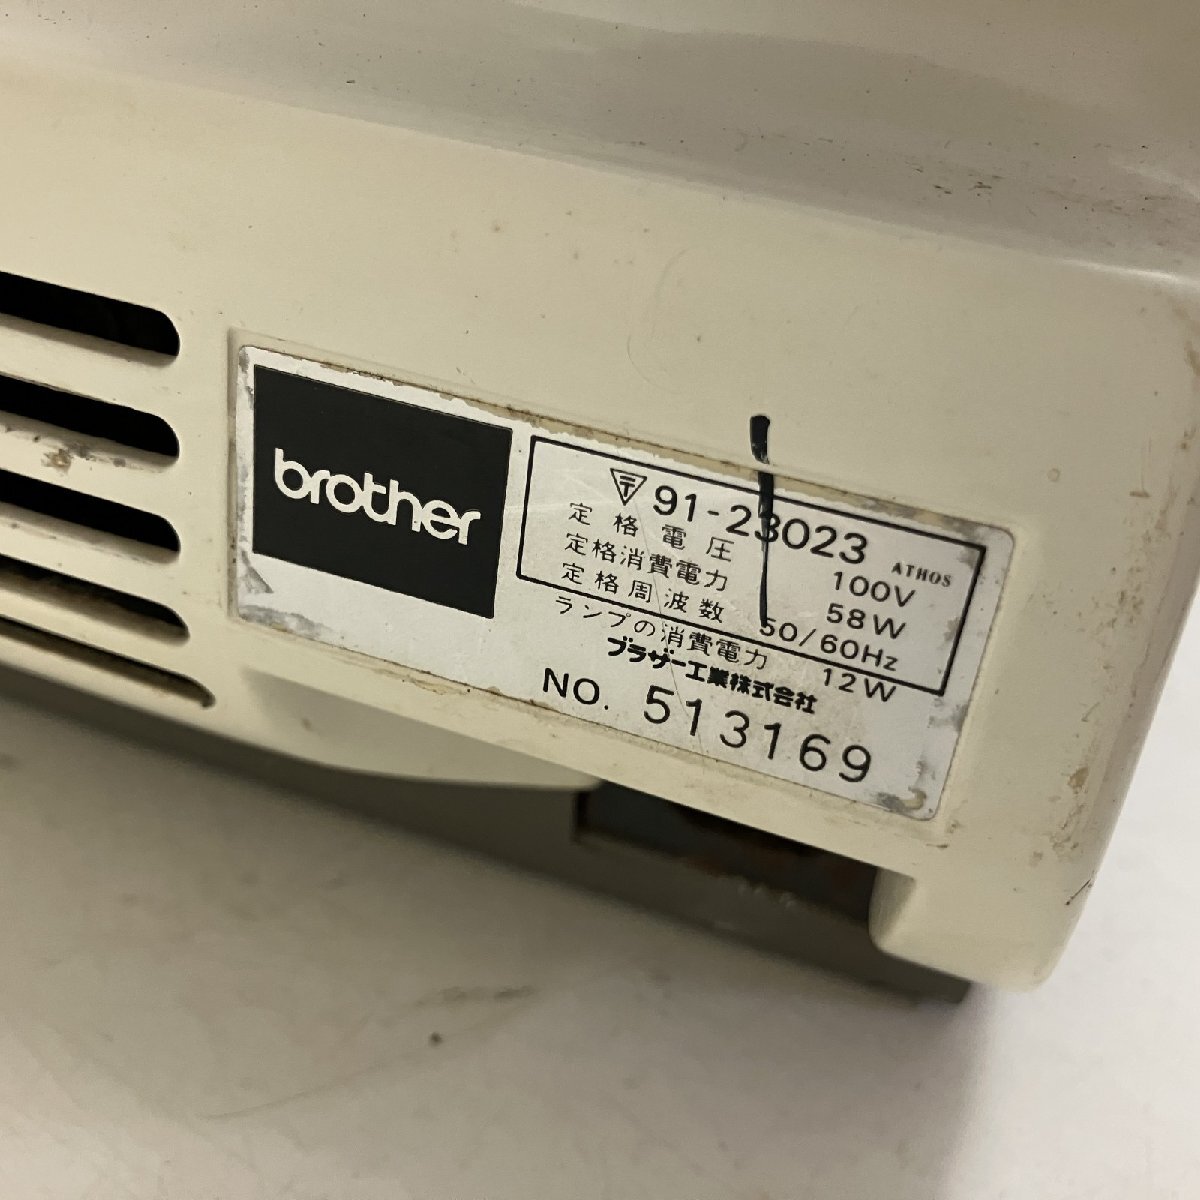 brother
〒 91-23023 ATHOS
定格電圧 100V
定格消費電力 58W
定格周波数 50/60Hz
ランプの消費電力 12W
ブラザー工業株式会社
NO. 513169